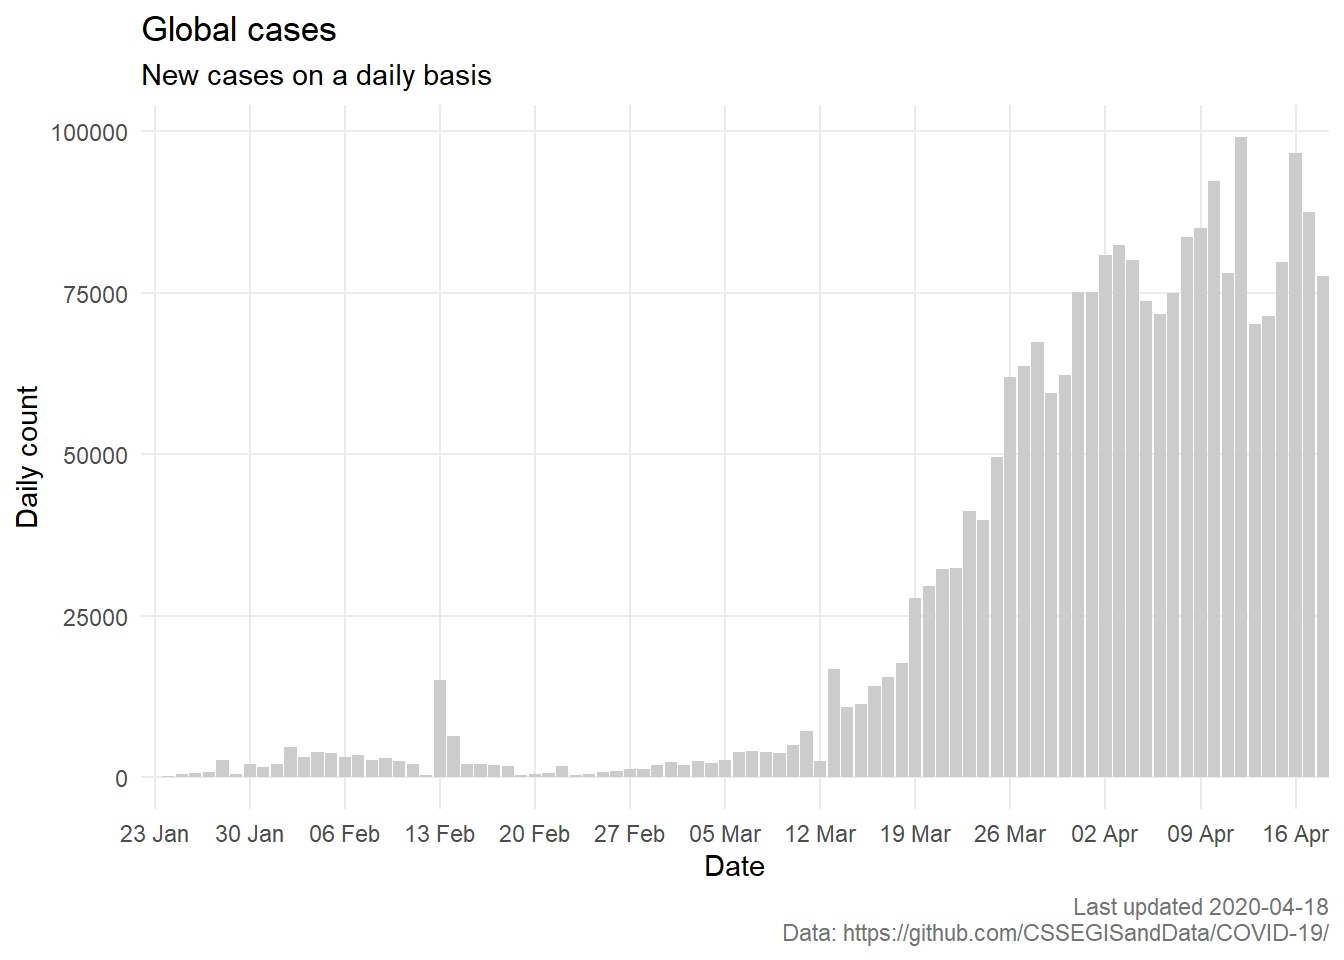 Global cases
New cases on a daily basis
100000
75000
50000
25000
0
Daily count
23 Jan 30 Jan 06 Feb 13 Feb 20 Feb 27 Feb 05 Mar 12 Mar 19 Mar 26 Mar 02 Apr 09 Apr 16 Apr
Date
Last updated 2020-04-18
Data: https://github.com/CSSEGISandData/COVID-19/